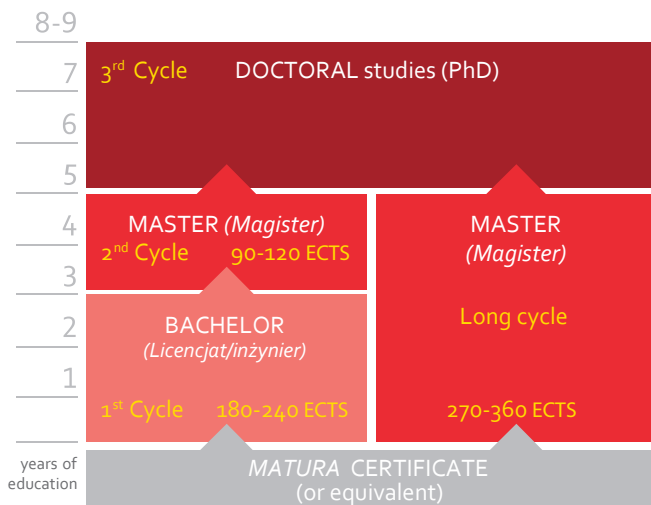 8-9
7
6
5
4
3
2
1
years of
education
3rd Cycle DOCTORAL studies (PhD)
MASTER (Magister)
2nd Cycle 90-120 ECTS
BACHELOR
(Licencjat/inżynier)
1st Cycle 180-240 ECTS
MASTER
(Magister)
Long cycle
270-360 ECTS
MATURA CERTIFICATE
(or equivalent)